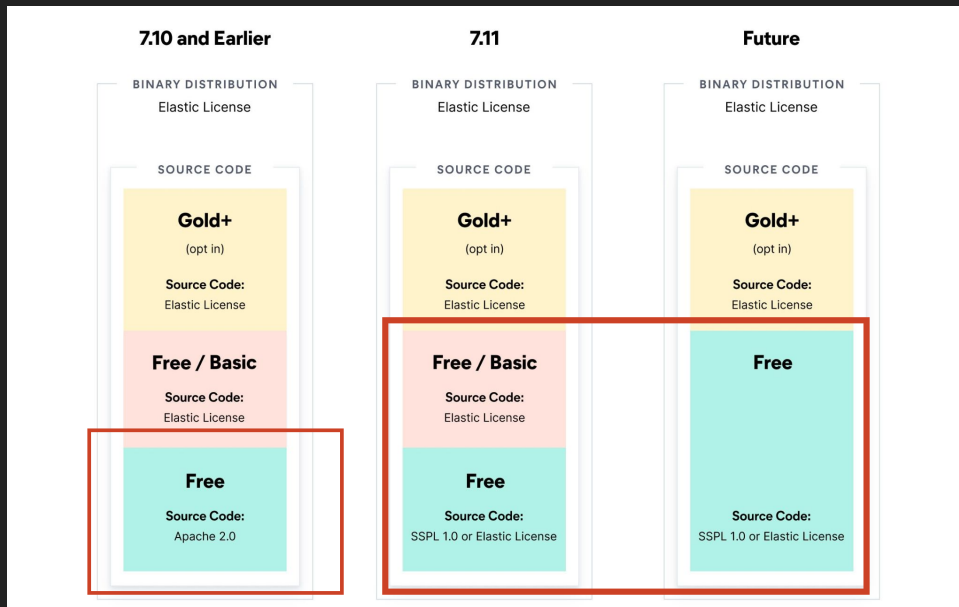 7.10 and Earlier
BINARY DISTRIBUTION
Elastic License
SOURCE CODE
Gold+
(opt in)
Source Code:
Elastic License
Free / Basic
Source Code:
Elastic License
Free
Source Code:
Apache 2.0
7.11
BINARY DISTRIBUTION
Elastic License
SOURCE CODE
Gold+
(opt in)
Source Code:
Elastic License
Free / Basic
Source Code:
Elastic License
Free
Source Code:
SSPL 1.0 or Elastic License
Future
BINARY DISTRIBUTION
Elastic License
SOURCE CODE
Gold+
(opt in)
Source Code:
Elastic License
Free
Source Code:
SSPL 1.0 or Elastic License